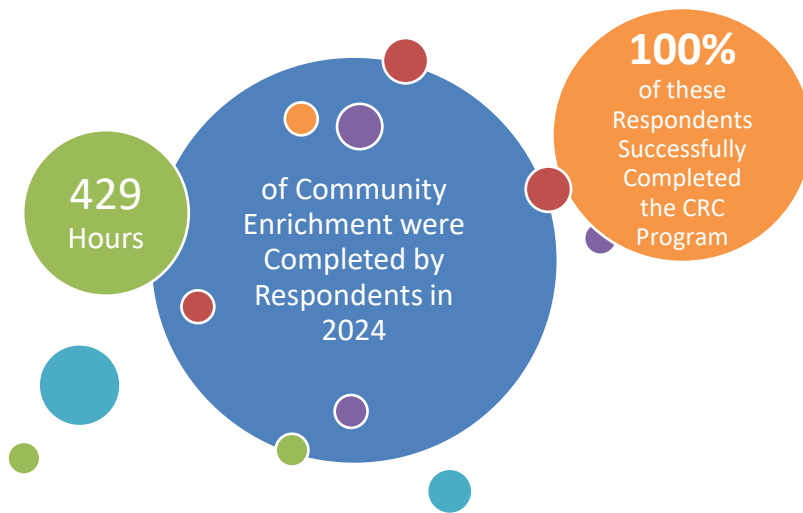 429
Hours
of Community
Enrichment were
Completed by
Respondents in
2024
100%
of these
Respondents
Successfully
Completed
the CRC
Program